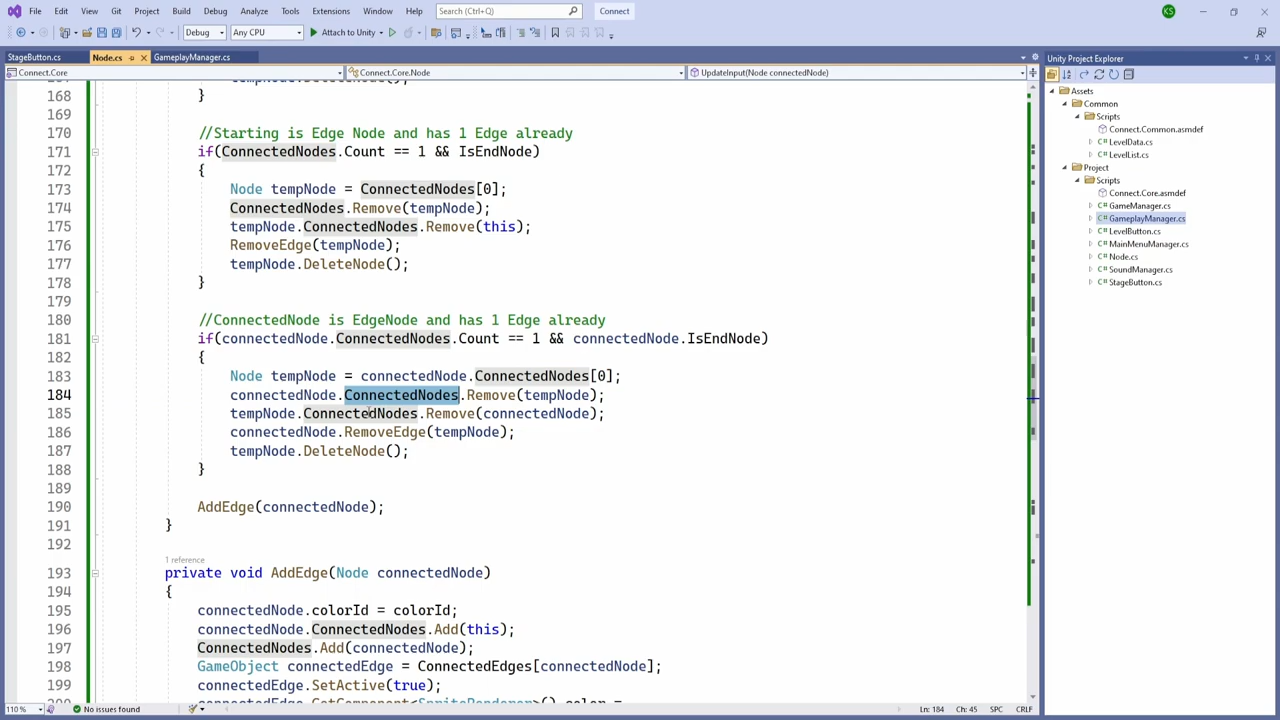 File Edit View Git Project Build Debug Analyze Tools Extensions Window Help Search (Ctrl+Q) Connect KS
Debug Any CPU Attach to Unity
StageButton.cs Node.cs GameplayManager.cs
Connect.Core Connect.Core.Node UpdateInput(Node connectedNode)
168 }
169
170 //Starting is Edge Node and has 1 Edge already
171 if(ConnectedNodes.Count == 1 && IsEndNode)
172 {
173 Node tempNode = ConnectedNodes[0];
174 ConnectedNodes.Remove(tempNode);
175 tempNode.ConnectedNodes.Remove(this);
176 RemoveEdge(tempNode);
177 tempNode.DeleteNode();
178 }
179
180 //ConnectedNode is EdgeNode and has 1 Edge already
181 if(connectedNode.ConnectedNodes.Count == 1 && connectedNode.IsEndNode)
182 {
183 Node tempNode = connectedNode.ConnectedNodes[0];
184 connectedNode.ConnectedNodes.Remove(tempNode);
185 tempNode.ConnectedNodes.Remove(connectedNode);
186 connectedNode.RemoveEdge(tempNode);
187 tempNode.DeleteNode();
188 }
189
190 AddEdge(connectedNode);
191 }
192
1 reference
193 private void AddEdge(Node connectedNode)
194 {
195 connectedNode.colorId = colorId;
196 connectedNode.ConnectedNodes.Add(this);
197 ConnectedNodes.Add(connectedNode);
198 GameObject connectedEdge = ConnectedEdges[connectedNode];
199 connectedEdge.SetActive(true);
connectedEdge.GetComponent<SpriteRenderer>().color =
110 % No issues found Ln: 184 Ch: 45 SPC CRLF
Unity Project Explorer
Assets
Common
Scripts
Connect.Common.asmdef
C# LevelData.cs
C# LevelList.cs
Project
Scripts
Connect.Core.asmdef
C# GameManager.cs
C# GameplayManager.cs
C# LevelButton.cs
C# MainMenuManager.cs
C# Node.cs
C# SoundManager.cs
C# StageButton.cs